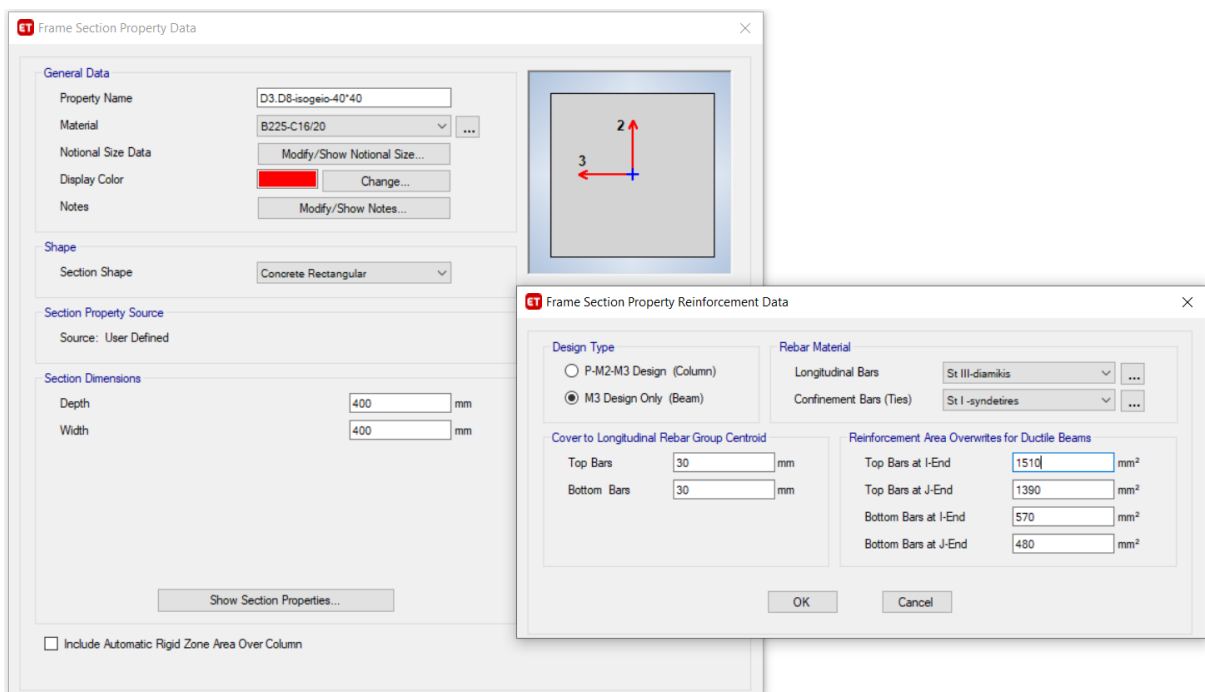 ET Frame Section Property Data
General Data
Property Name D3.D8-isogeio-40*40
Material B225-C16/20 ...
Notional Size Data Modify/Show Notional Size...
Display Color Change...
Notes Modify/Show Notes...
2
3
Shape
Section Shape Concrete Rectangular
Section Property Source
Source: User Defined
Section Dimensions
Depth 400 mm
Width 400 mm
Show Section Properties...
Include Automatic Rigid Zone Area Over Column
ET Frame Section Property Reinforcement Data
Design Type
P-M2-M3 Design (Column)
M3 Design Only (Beam)
Rebar Material
Longitudinal Bars St III-diamikis ...
Confinement Bars (Ties) St I -syndetires ...
Cover to Longitudinal Rebar Group Centroid
Top Bars 30 mm
Bottom Bars 30 mm
Reinforcement Area Overwrites for Ductile Beams
Top Bars at I-End 1510 mm²
Top Bars at J-End 1390 mm²
Bottom Bars at I-End 570 mm²
Bottom Bars at J-End 480 mm²
OK Cancel